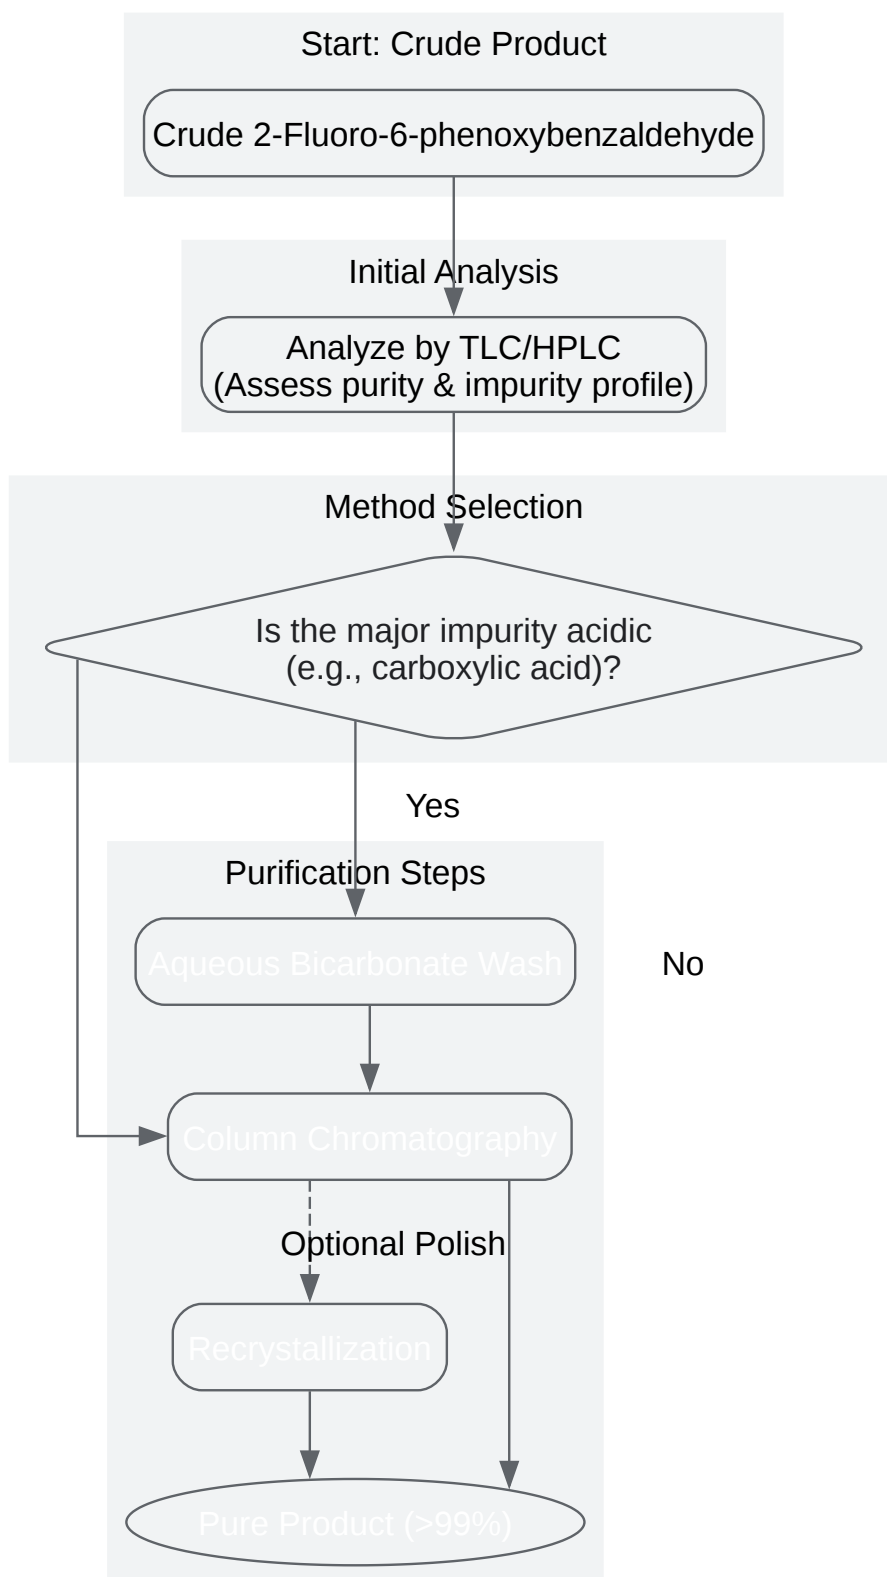 Start: Crude Product
Crude 2-Fluoro-6-phenoxybenzaldehyde
Initial Analysis
Analyze by TLC/HPLC
(Assess purity & impurity profile)
Method Selection
Is the major impurity acidic
(e.g., carboxylic acid)?
Yes
Purification Steps
Aqueous Bicarbonate Wash
No
Column Chromatography
Optional Polish
Recrystallization
Pure Product (>99%)